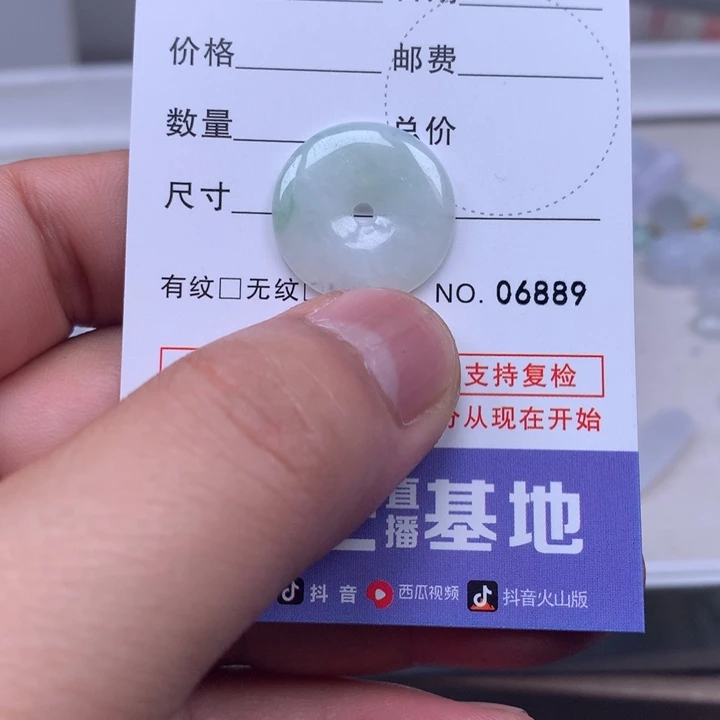 价格 邮费
数量 总价
尺寸
有纹□无纹 NO. 06889
支持复检
从现在开始
直播基地
抖音 西瓜视频 抖音火山版